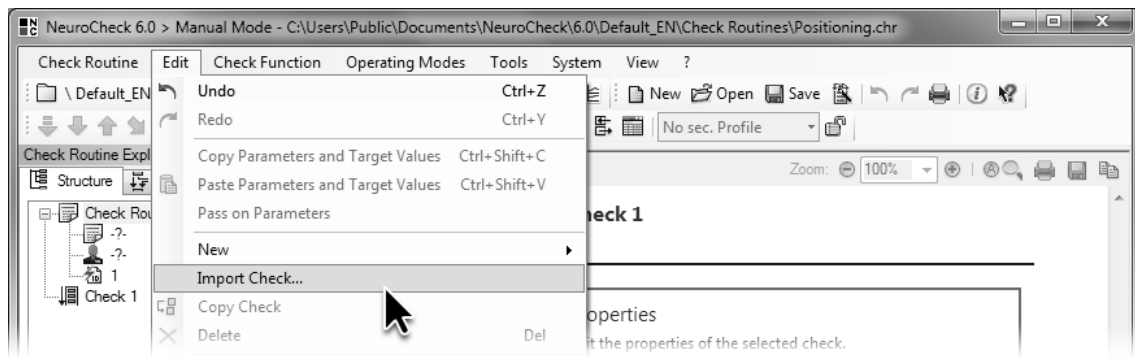 NeuroCheck 6.0 > Manual Mode - C:\Users\Public\Documents\NeuroCheck\6.0\Default_EN\Check Routines\Positioning.chr
Check Routine Edit Check Function Operating Modes Tools System View ?
\ Default_EN
New Open Save
No sec. Profile
Undo Ctrl+Z
Redo Ctrl+Y
Copy Parameters and Target Values Ctrl+Shift+C
Paste Parameters and Target Values Ctrl+Shift+V
Pass on Parameters
New
Import Check...
Copy Check
Delete Del
Check Routine Expl
Structure
Check Rou
-?-
-?-
1
Check 1
Zoom: 100%
eck 1
operties
it the properties of the selected check.